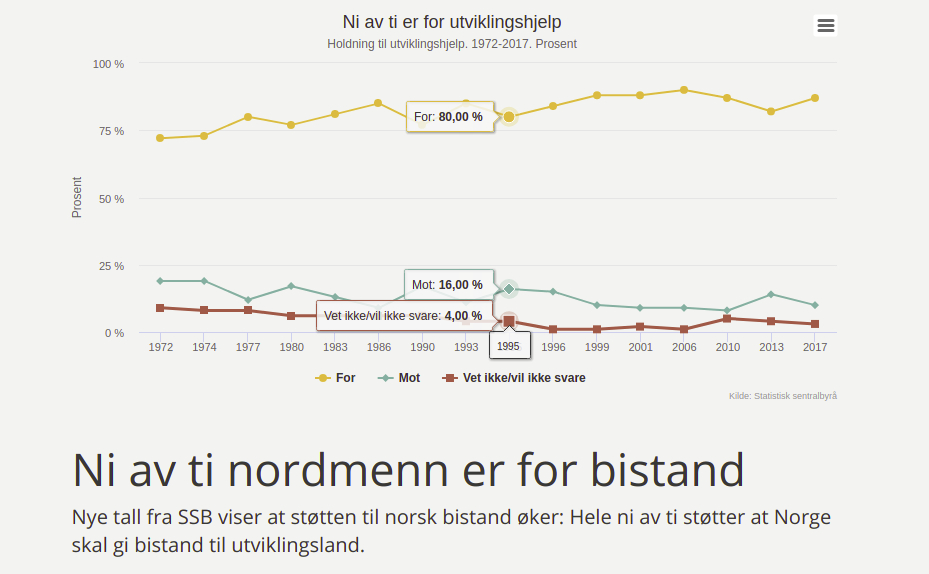 Ni av ti er for utviklingshjelp
Holdning til utviklingshjelp. 1972-2017. Prosent
100 %
75 %
50 %
25 %
0 %
Prosent
For: 80,00 %
Mot: 16,00 %
Vet ikke/vil ikke svare: 4,00 %
1972 1974 1977 1980 1983 1986 1990 1993 1995 1996 1999 2001 2006 2010 2013 2017
For Mot Vet ikke/vil ikke svare
Kilde: Statistisk sentralbyrå
Ni av ti nordmenn er for bistand
Nye tall fra SSB viser at støtten til norsk bistand øker: Hele ni av ti støtter at Norge
skal gi bistand til utviklingsland.